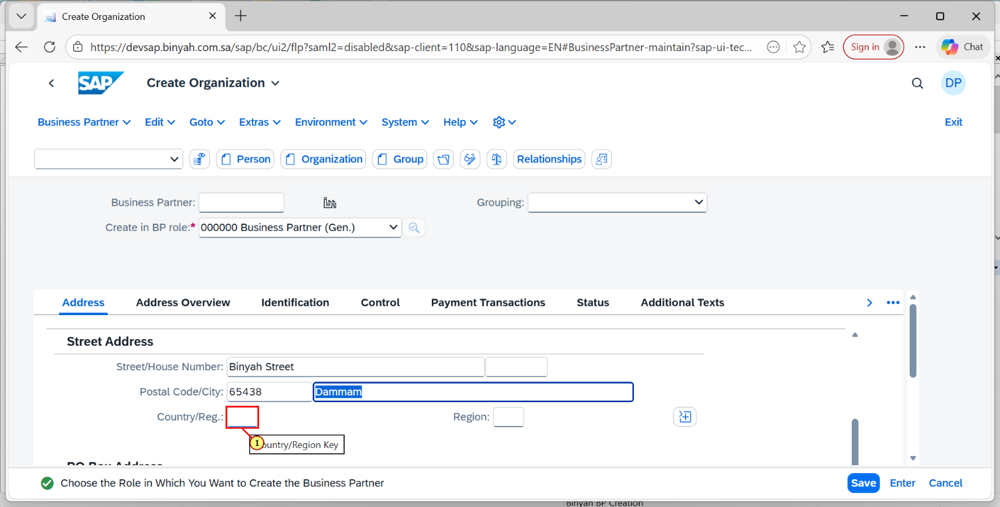 Create Organization
https://devsap.binyah.com.sa/sap/bc/ui2/flp?saml2=disabled&sap-client=110&sap-language=EN#BusinessPartner-maintain?sap-ui-tec...
Sign in
Chat
SAP
Create Organization
DP
Business Partner
Edit
Goto
Extras
Environment
System
Help
Exit
Person
Organization
Group
Relationships
Business Partner:
Grouping:
Create in BP role:*
000000 Business Partner (Gen.)
Address
Address Overview
Identification
Control
Payment Transactions
Status
Additional Texts
Street Address
Street/House Number:
Binyah Street
Postal Code/City:
65438
Dammam
Country/Reg.:
Region:
1
ountry/Region Key
PO Box Address
Choose the Role in Which You Want to Create the Business Partner
Save
Enter
Cancel
Binyah BP Creation